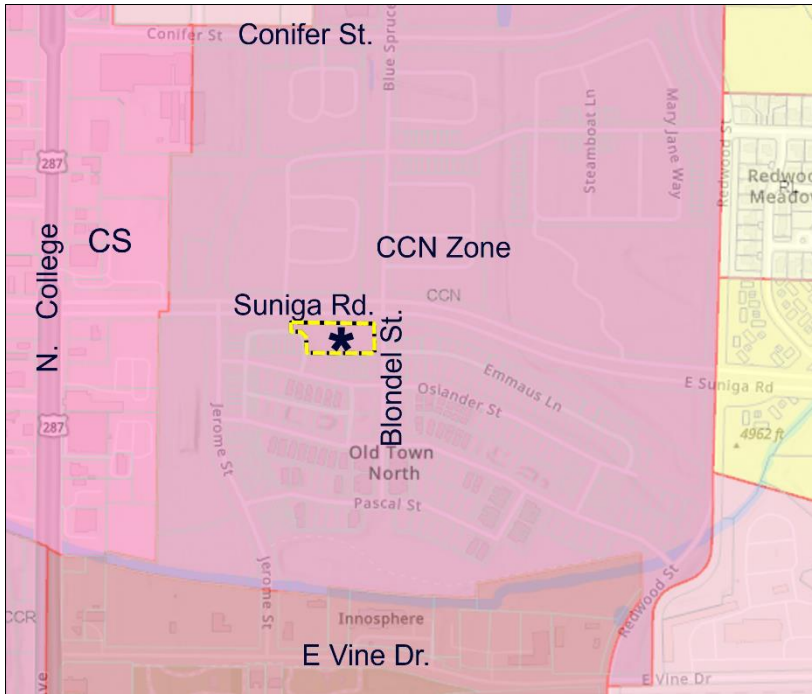 Conifer St
Conifer St.
Blue Spruce
Steamboat Ln
Mary Jane Way
Redwood St
287
Redwoo
Meadow
RL
N. College
CS
CCN Zone
CCN
Suniga Rd.
*
Blondel St.
Emmaus Ln
Oslander St
E Suniga Rd
287
Jerome St
4962 ft
Old Town
North
Pascal St
Jerome St
Redwood St
CCR
Innosphere
E Vine Dr.
E Vine Dr
Ave